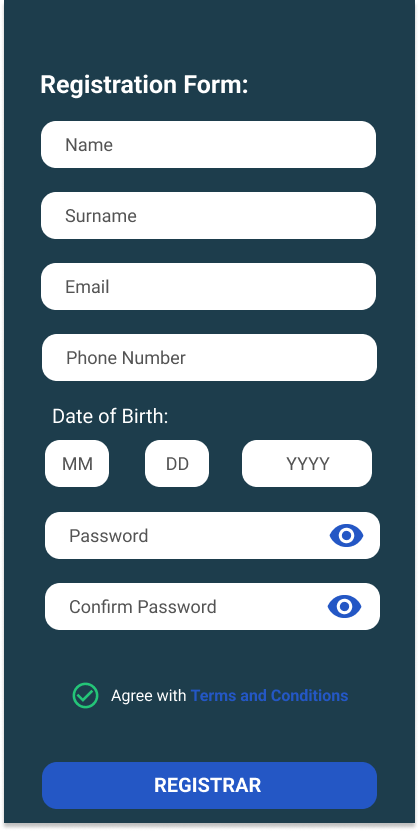 Registration Form:
Name
Surname
Email
Phone Number
Date of Birth:
MM DD YYYY
Password
Confirm Password
Agree with Terms and Conditions
REGISTRAR